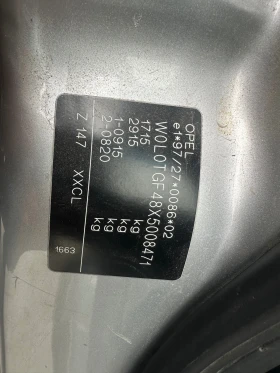 OPEL
e1*97/27*0086*02
W0L0TGF48X5008471
1715 kg
2915 kg
1-0915 kg
2-0820 kg
Z 147 XXCL
1663